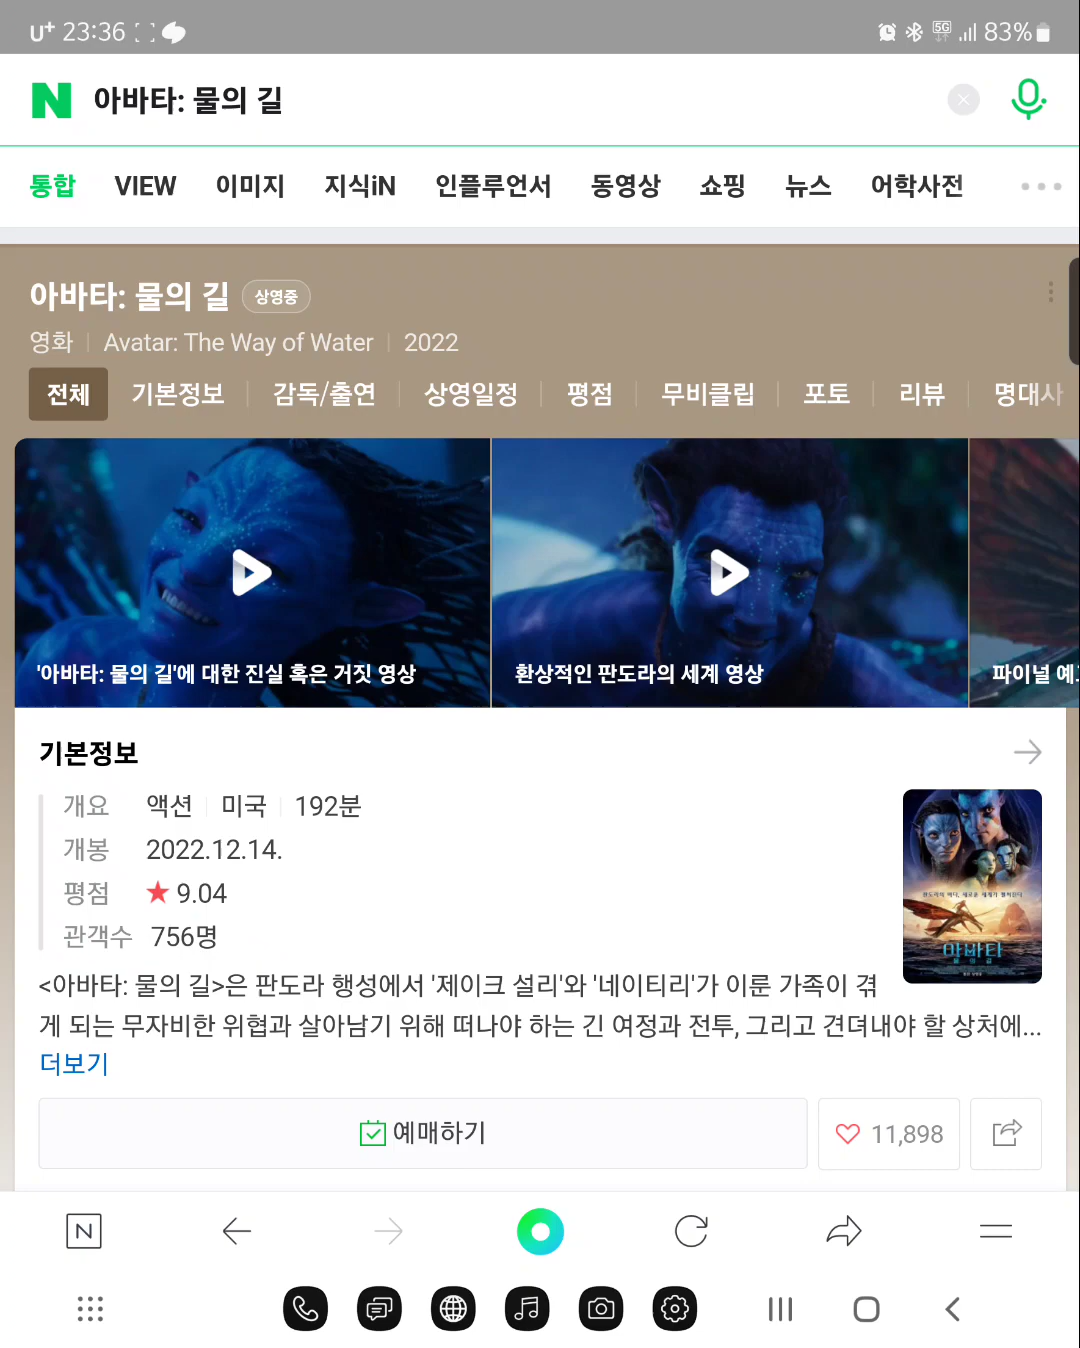 U+ 23:36 5G 83%
N 아바타: 물의 길
통합 VIEW 이미지 지식iN 인플루언서 동영상 쇼핑 뉴스 어학사전
아바타: 물의 길 상영중
영화 Avatar: The Way of Water 2022
전체 기본정보 감독/출연 상영일정 평점 무비클립 포토 리뷰 명대사
'아바타: 물의 길'에 대한 진실 혹은 거짓 영상
환상적인 판도라의 세계 영상
파이널 예고
기본정보
개요 액션 미국 192분
개봉 2022.12.14.
평점 ★ 9.04
관객수 756명
아바타
물의 길
<아바타: 물의 길>은 판도라 행성에서 '제이크 설리'와 '네이티리'가 이룬 가족이 겪
게 되는 무자비한 위협과 살아남기 위해 떠나야 하는 긴 여정과 전투, 그리고 견뎌내야 할 상처에...
더보기
예매하기 11,898
N